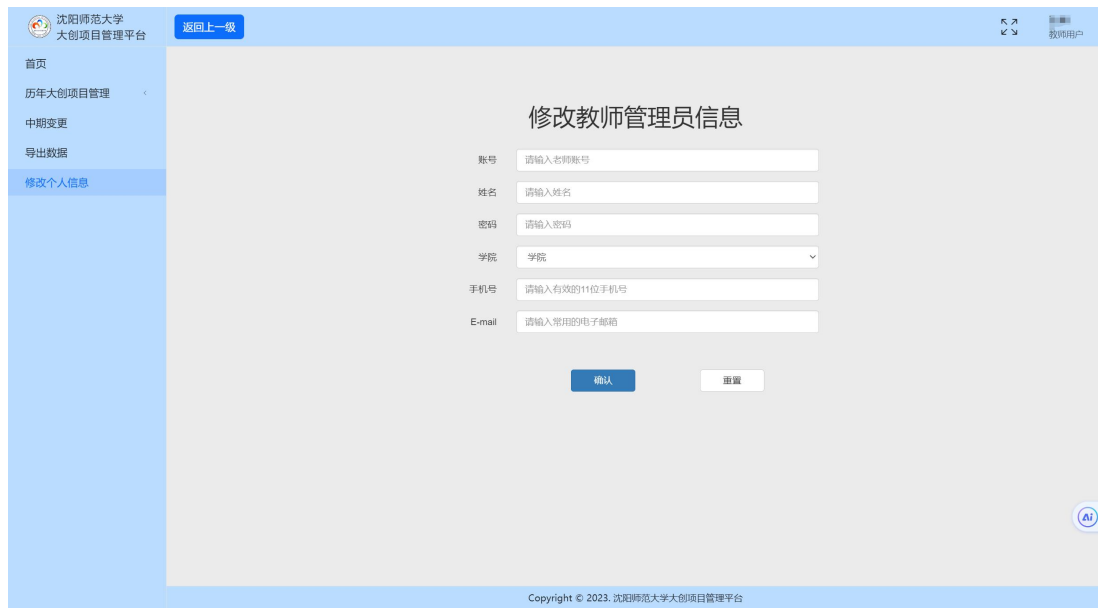 沈阳师范大学
大创项目管理平台
返回上一级
教师用户
首页
历年大创项目管理
中期变更
导出数据
修改个人信息
修改教师管理员信息
账号 请输入老师账号
姓名 请输入姓名
密码 请输入密码
学院 学院
手机号 请输入有效的11位手机号
E-mail 请输入常用的电子邮箱
确认 重置
Ai
Copyright © 2023. 沈阳师范大学大创项目管理平台